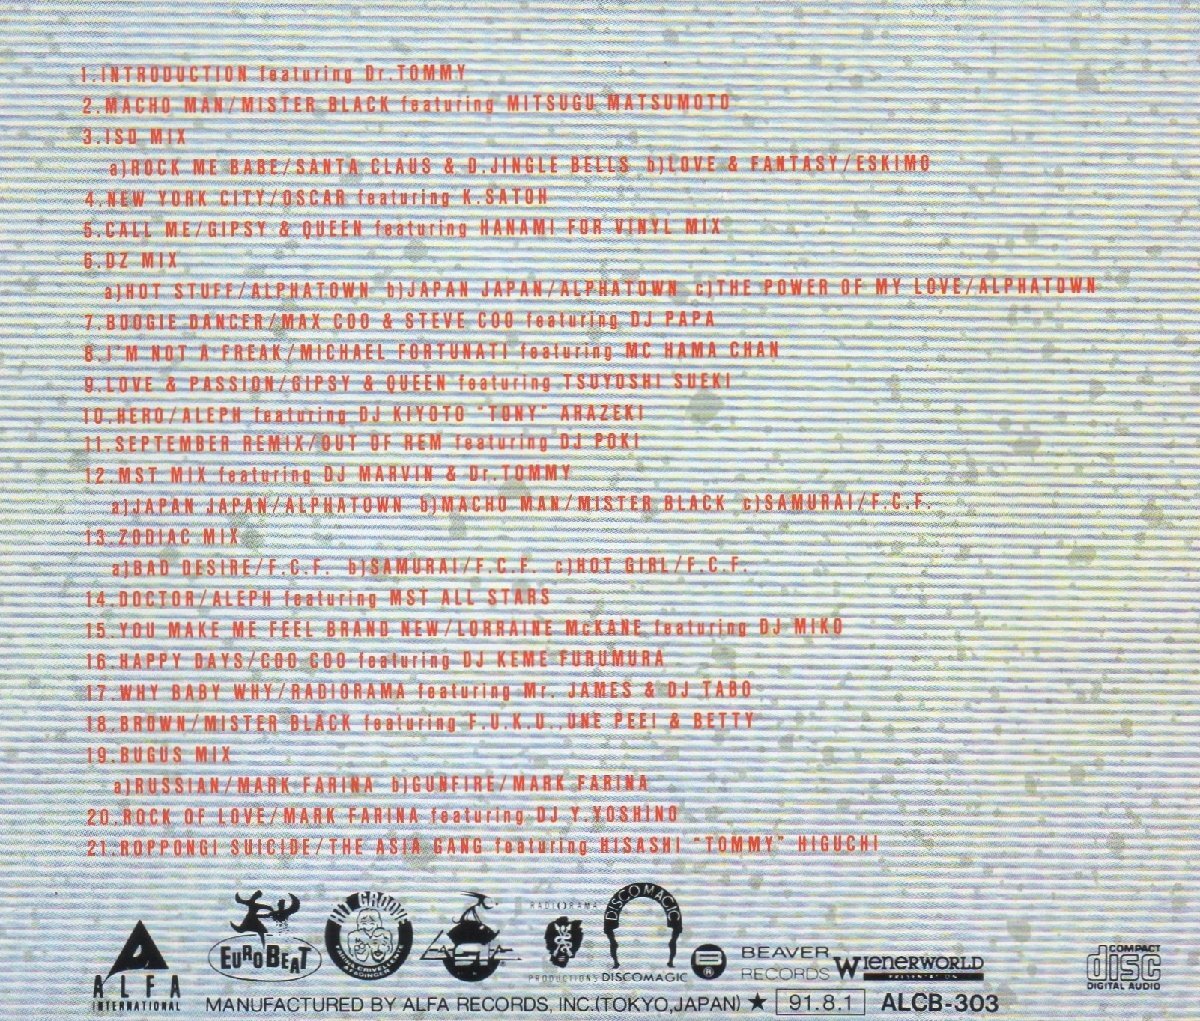 1.INTRODUCTION featuring Dr.TOMMY
2.MACHO MAN/MISTER BLACK featuring MITSUGU MATSUMOTO
3.ISD MIX
a)ROCK ME BABE/SANTA CLAUS & D.JINGLE BELLS b)LOVE & FANTASY/ESKIMO
4.NEW YORK CITY/OSCAR featuring K.SATOH
5.CALL ME/GIPSY & QUEEN featuring HANAMI FOR VINYL MIX
6.DZ MIX
a)HOT STUFF/ALPHATOWN b)JAPAN JAPAN/ALPHATOWN c)THE POWER OF MY LOVE/ALPHATOWN
7.BOOGIE DANCER/MAX COO & STEVE COO featuring DJ PAPA
8.I'M NOT A FREAK/MICHAEL FORTUNATI featuring MC HAMA CHAN
9.LOVE & PASSION/GIPSY & QUEEN featuring TSUYOSHI SUEKI
10.HERO/ALEPH featuring DJ KIYOTO "TONY" ARAZEKI
11.SEPTEMBER REMIX/OUT OF REM featuring DJ POKI
12.MST MIX featuring DJ MARVIN & Dr.TOMMY
a)JAPAN JAPAN/ALPHATOWN b)MACHO MAN/MISTER BLACK c)SAMURAI/F.C.F.
13.ZODIAC MIX
a)BAD DESIRE/F.C.F. b)SAMURAI/F.C.F. c)HOT GIRL/F.C.F.
14.DOCTOR/ALEPH featuring MST ALL STARS
15.YOU MAKE ME FEEL BRAND NEW/LORRAINE McKANE featuring DJ MIKO
16.HAPPY DAYS/COO COO featuring DJ KEME FURUMURA
17.WHY BABY WHY/RADIORAMA featuring Mr. JAMES & DJ TABO
18.BROWN/MISTER BLACK featuring F.U.K.U.,UNE PEEI & BETTY
19.BUGUS MIX
a)RUSSIAN/MARK FARINA b)GUNFIRE/MARK FARINA
20.ROCK OF LOVE/MARK FARINA featuring DJ Y.YOSHINO
21.ROPPONGI SUICIDE/THE ASIA GANG featuring HISASHI "TOMMY" HIGUCHI
ALFA INTERNATIONAL
EUROBEAT
HIT GROOVE
RADIORAMA PRODUCTIONS
DISCOMAGIC
DISCOMAGIC
BEAVER RECORDS
WIENERWORLD PRESENTATION
COMPACT disc DIGITAL AUDIO
MANUFACTURED BY ALFA RECORDS, INC.(TOKYO,JAPAN) ★ 91.8.1 ALCB-303